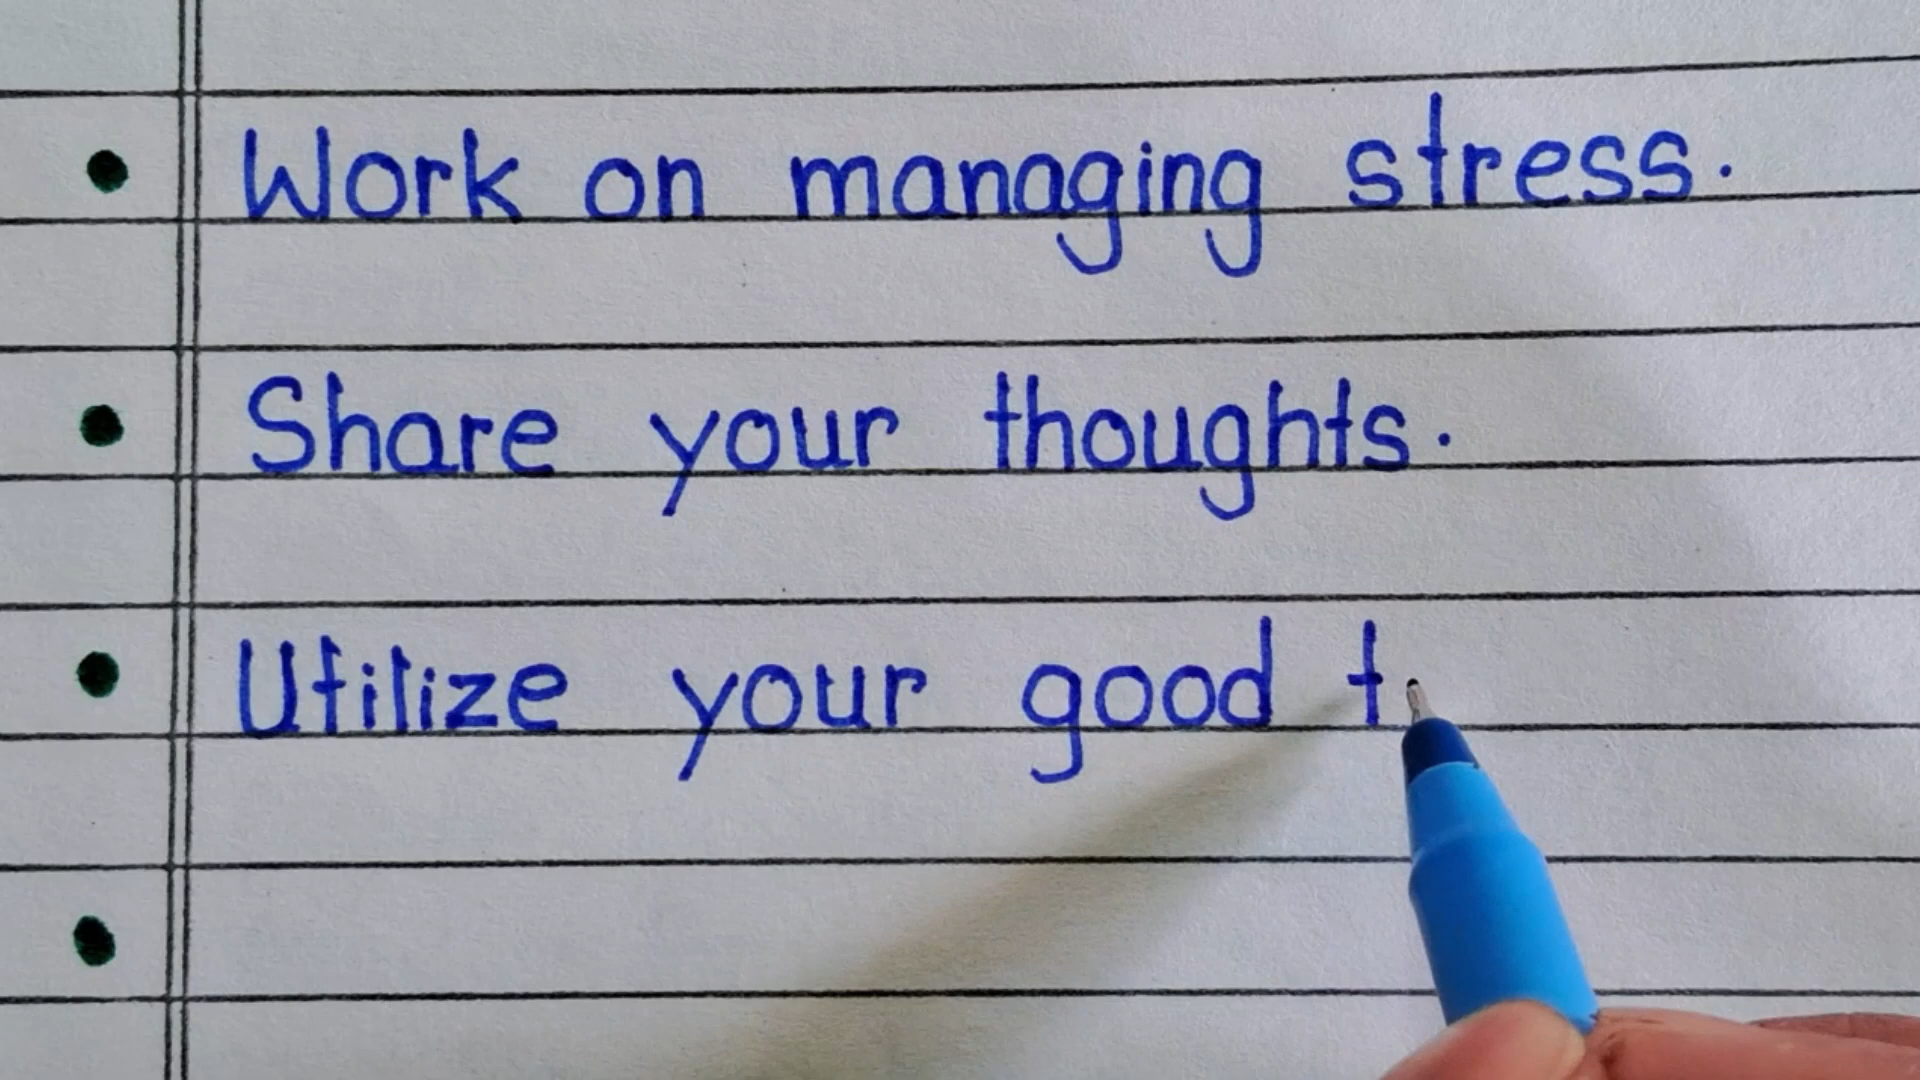 • Work on managing stress.
• Share your thoughts.
• Utilize your good t
•